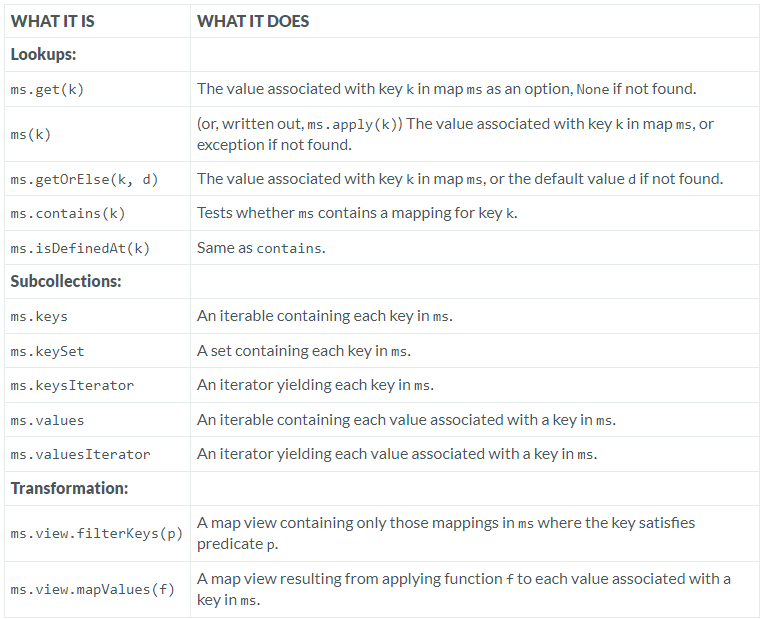 WHAT IT IS WHAT IT DOES
Lookups:
ms.get(k) The value associated with key k in map ms as an option, None if not found.
ms(k) (or, written out, ms.apply(k)) The value associated with key k in map ms, or
exception if not found.
ms.getOrElse(k, d) The value associated with key k in map ms, or the default value d if not found.
ms.contains(k) Tests whether ms contains a mapping for key k.
ms.isDefinedAt(k) Same as contains.
Subcollections:
ms.keys An iterable containing each key in ms.
ms.keySet A set containing each key in ms.
ms.keysIterator An iterator yielding each key in ms.
ms.values An iterable containing each value associated with a key in ms.
ms.valuesIterator An iterator yielding each value associated with a key in ms.
Transformation:
ms.view.filterKeys(p) A map view containing only those mappings in ms where the key satisfies
predicate p.
ms.view.mapValues(f) A map view resulting from applying function f to each value associated with a
key in ms.